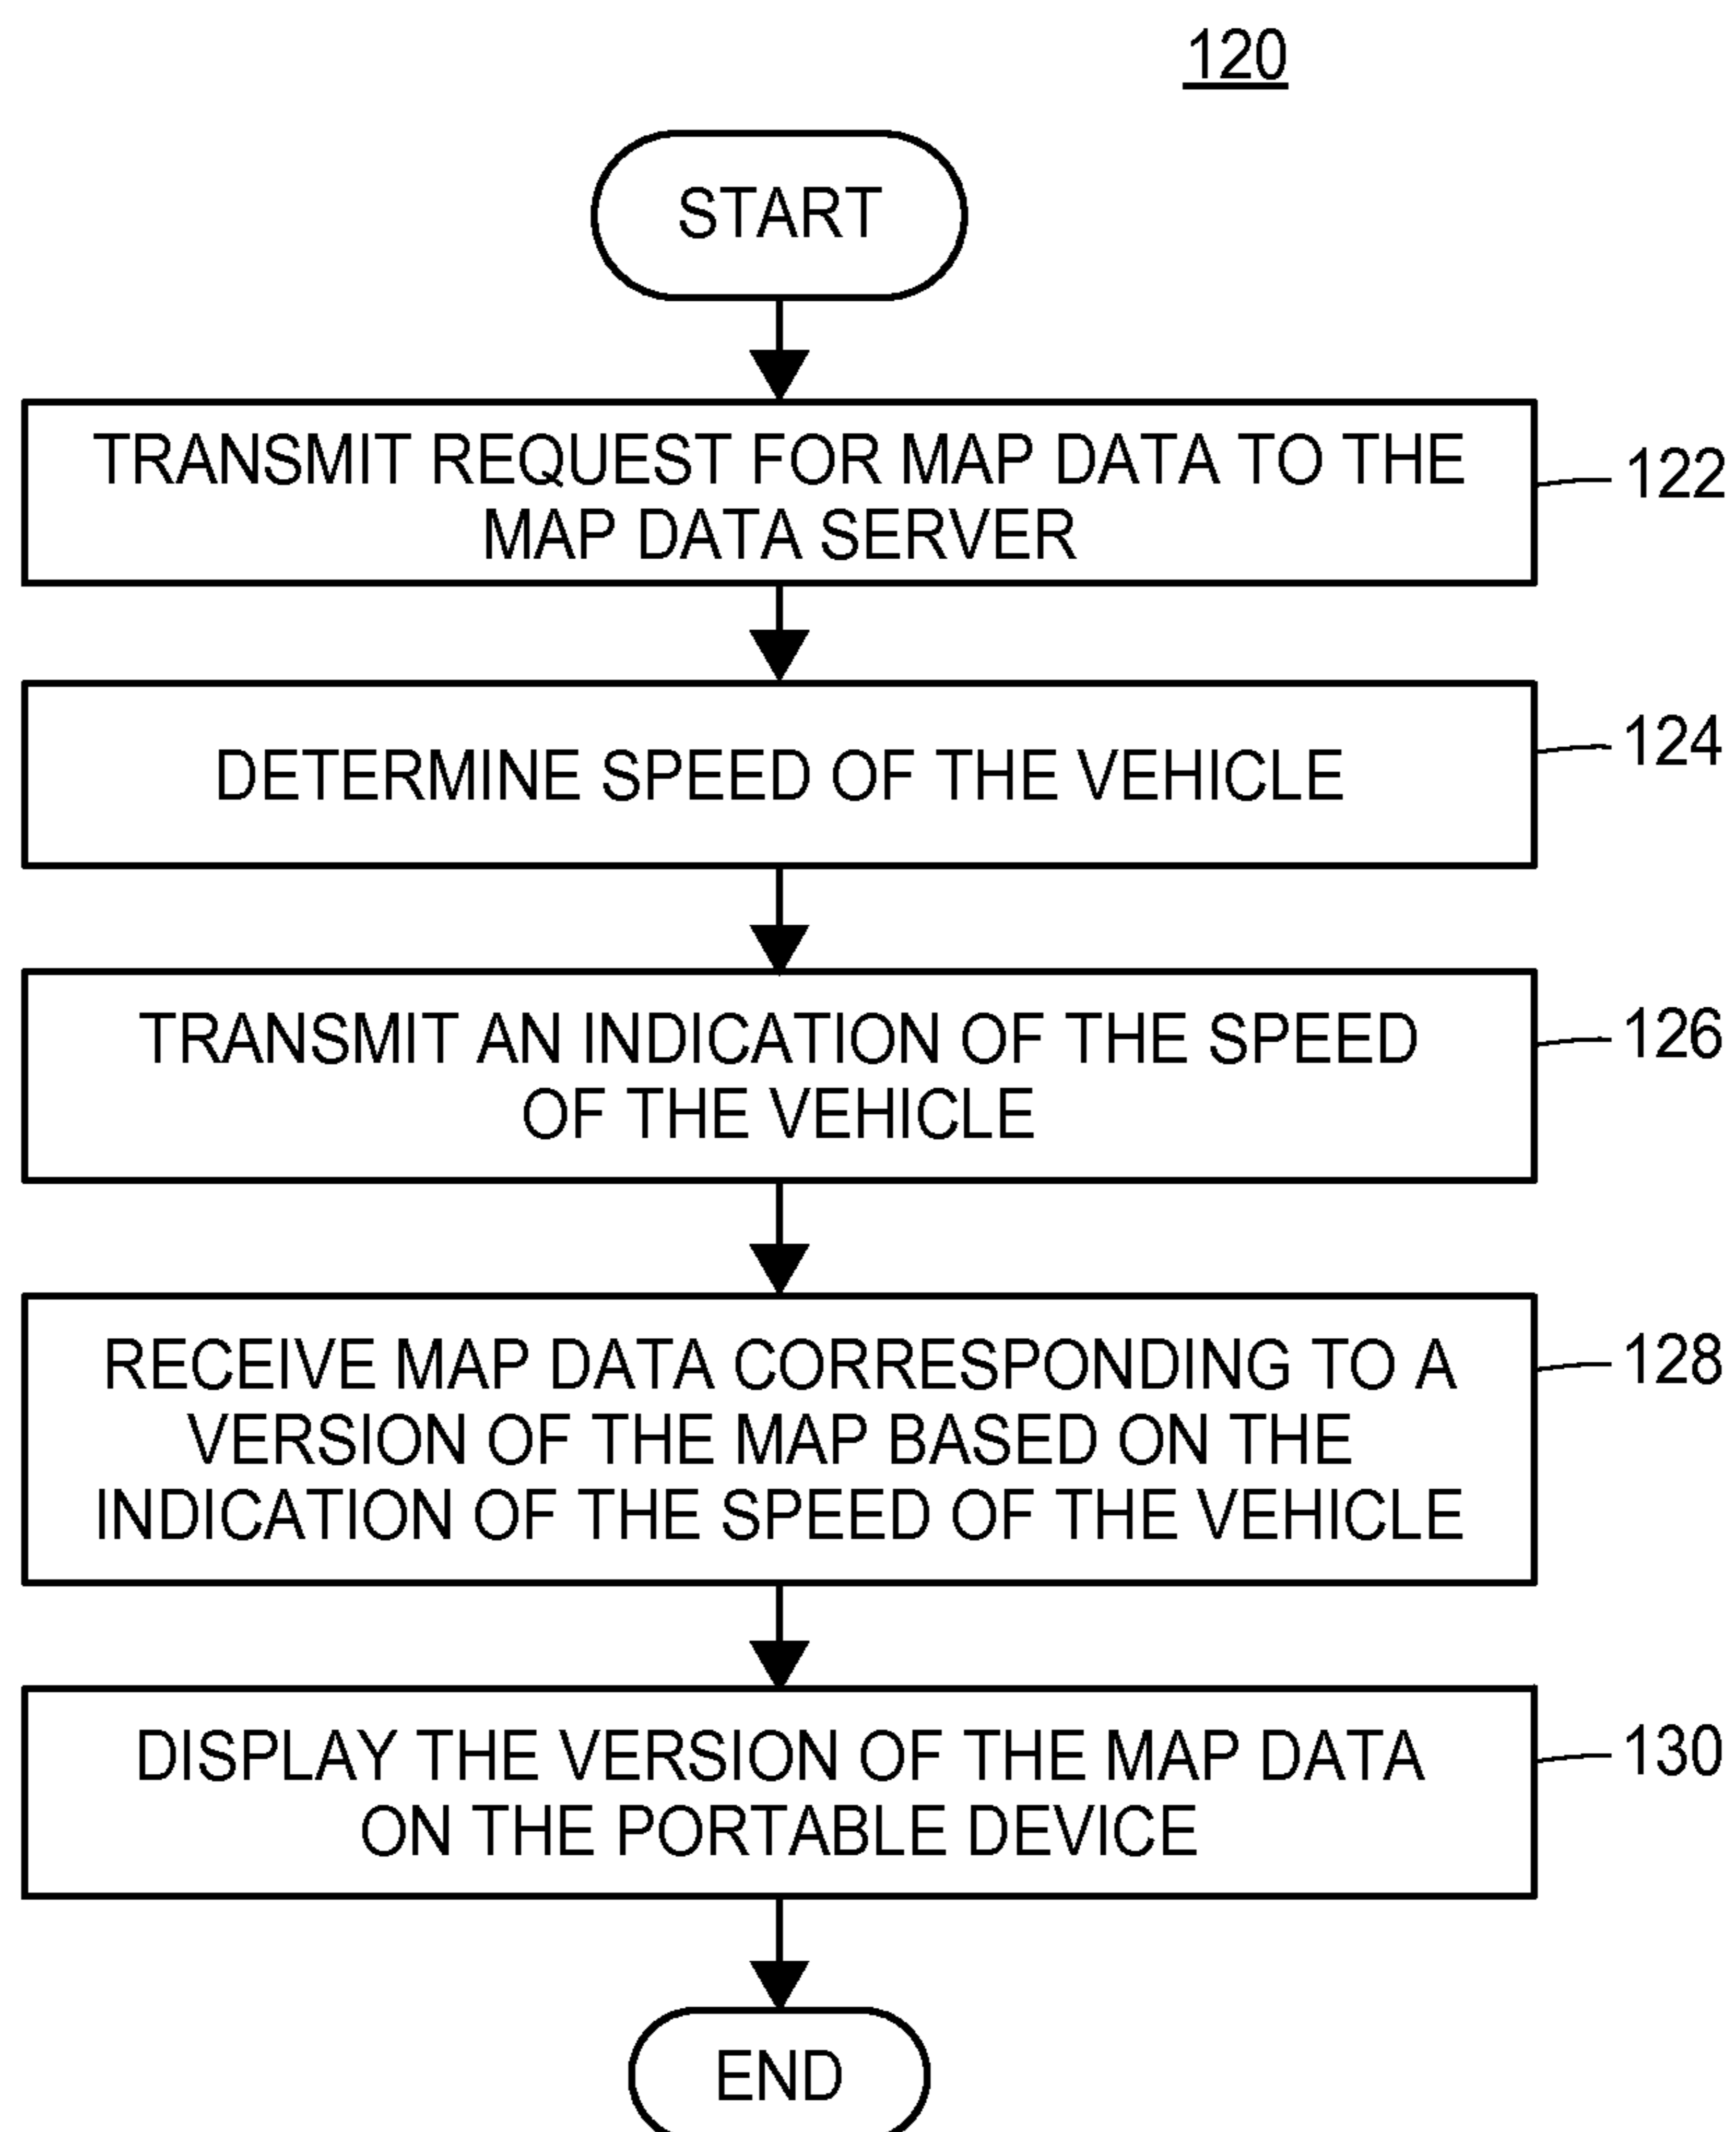 120
START
TRANSMIT REQUEST FOR MAP DATA TO THE
MAP DATA SERVER
122
DETERMINE SPEED OF THE VEHICLE
124
TRANSMIT AN INDICATION OF THE SPEED
OF THE VEHICLE
126
RECEIVE MAP DATA CORRESPONDING TO A
VERSION OF THE MAP BASED ON THE
INDICATION OF THE SPEED OF THE VEHICLE
128
DISPLAY THE VERSION OF THE MAP DATA
ON THE PORTABLE DEVICE
130
END